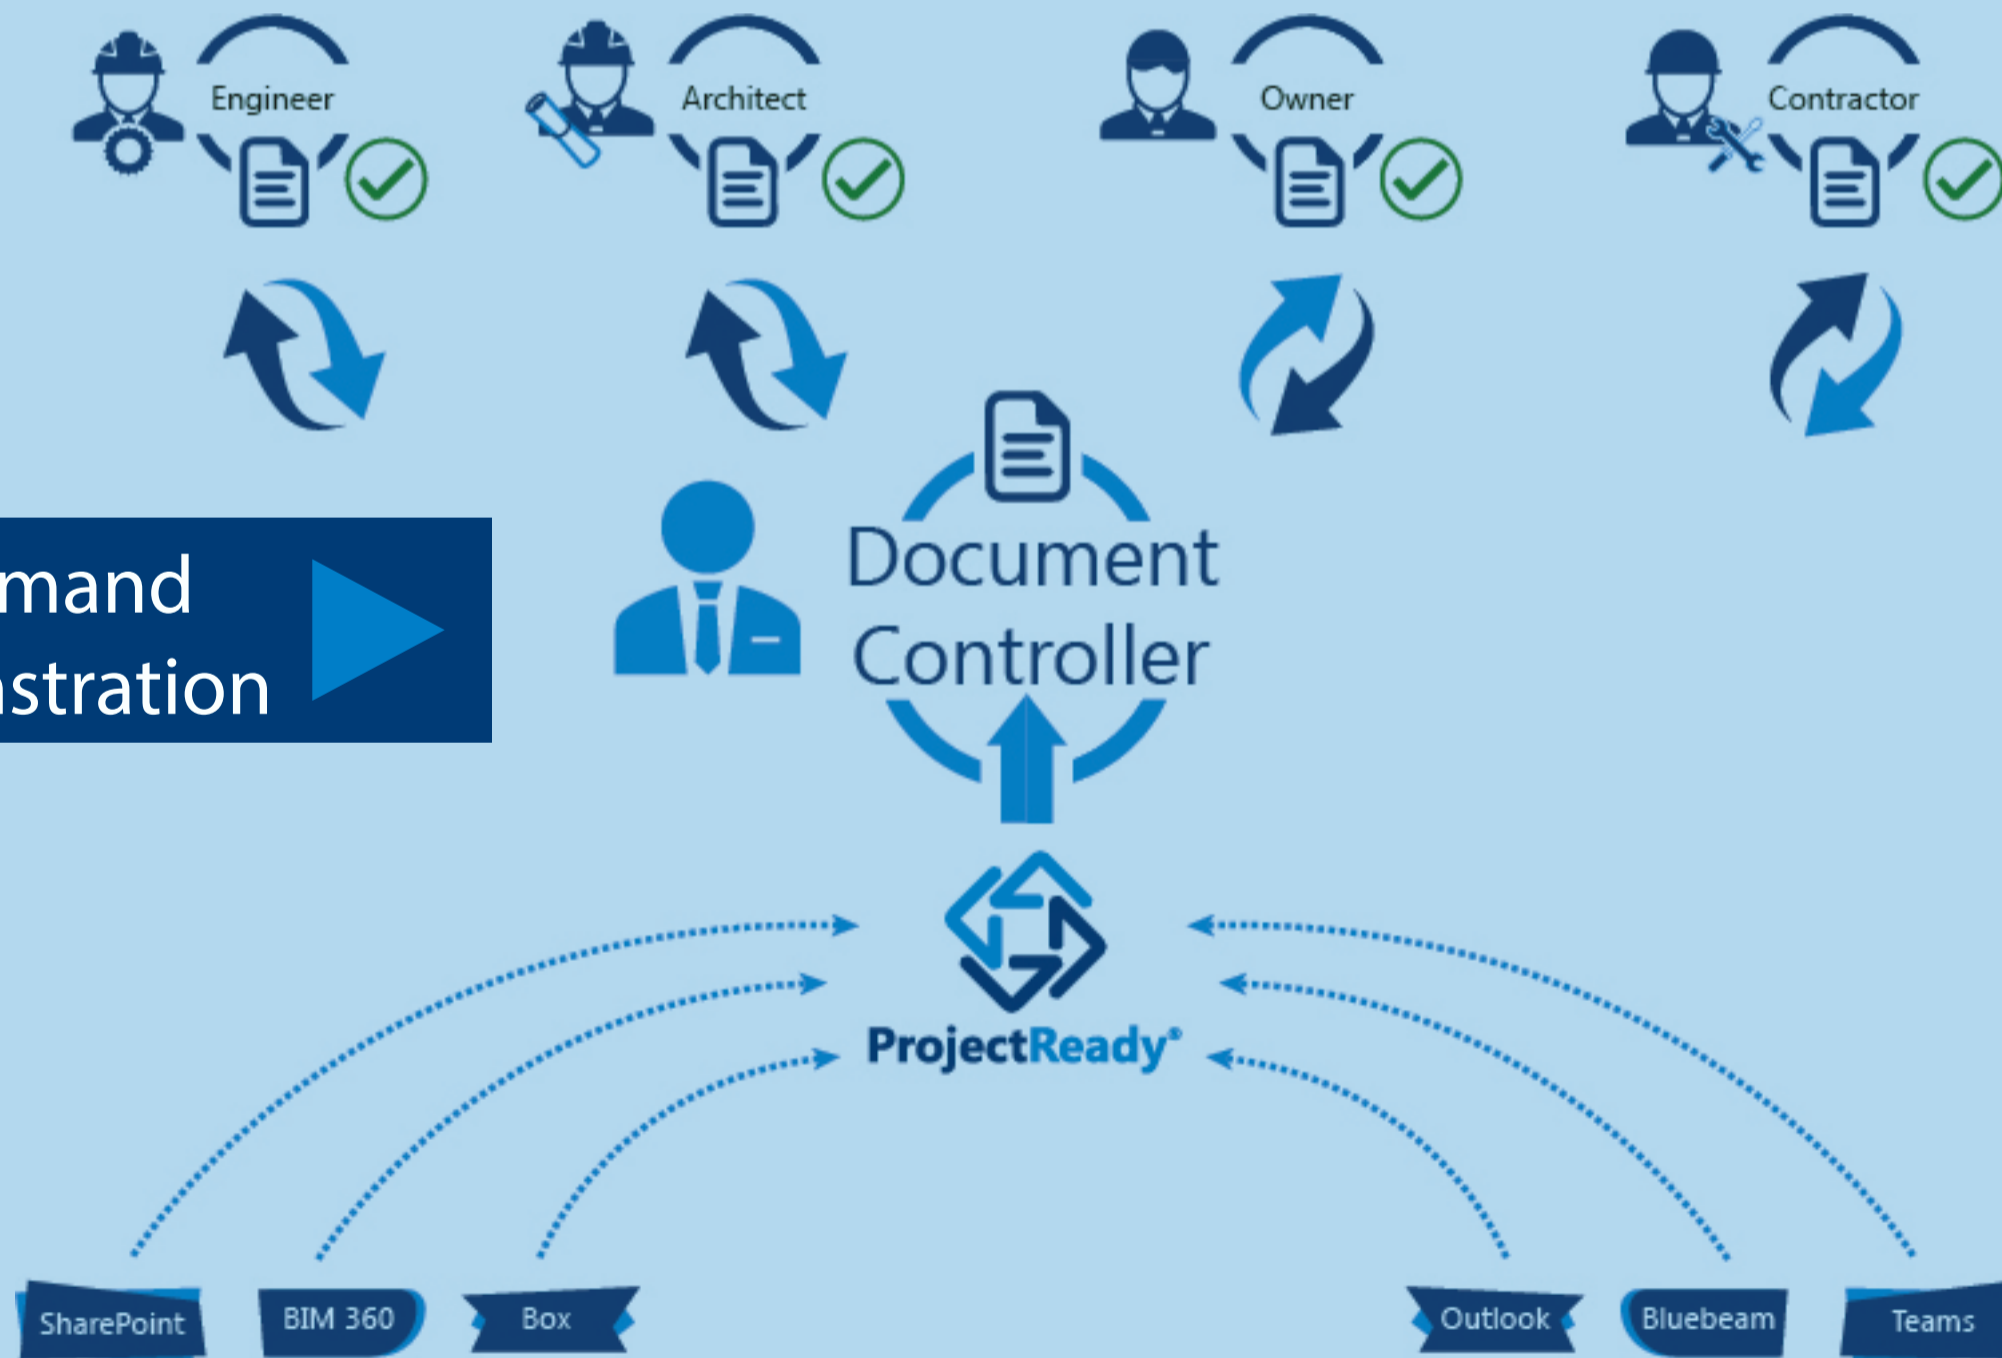 Engineer
Architect
Owner
Contractor
mand
stration
Document
Controller
ProjectReady®
SharePoint
BIM 360
Box
Outlook
Bluebeam
Teams